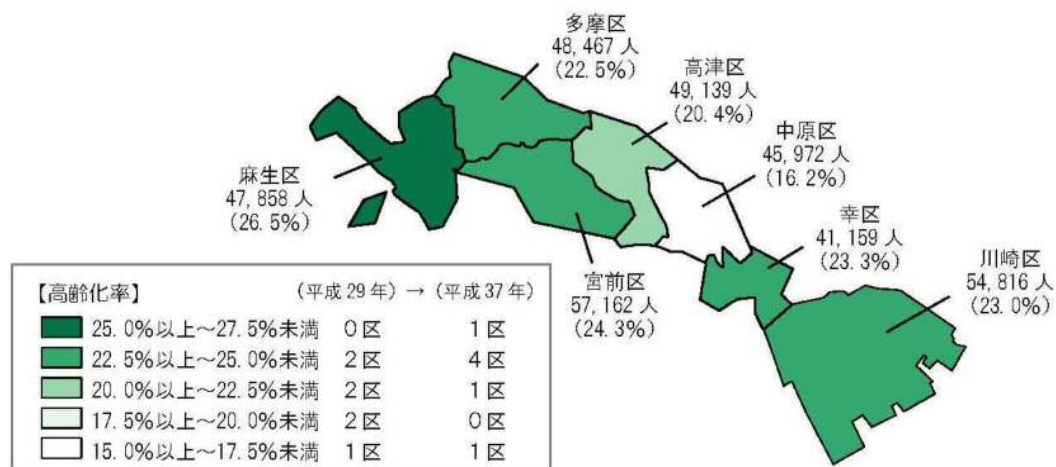 多摩区
48,467人
(22.5%)
高津区
49,139人
(20.4%)
中原区
45,972人
(16.2%)
麻生区
47,858人
(26.5%)
幸区
41,159人
(23.3%)
川崎区
54,816人
(23.0%)
宮前区
57,162人
(24.3%)
【高齢化率】 (平成29年) → (平成37年)
25.0%以上～27.5%未満 0区 1区
22.5%以上～25.0%未満 2区 4区
20.0%以上～22.5%未満 2区 1区
17.5%以上～20.0%未満 2区 0区
15.0%以上～17.5%未満 1区 1区